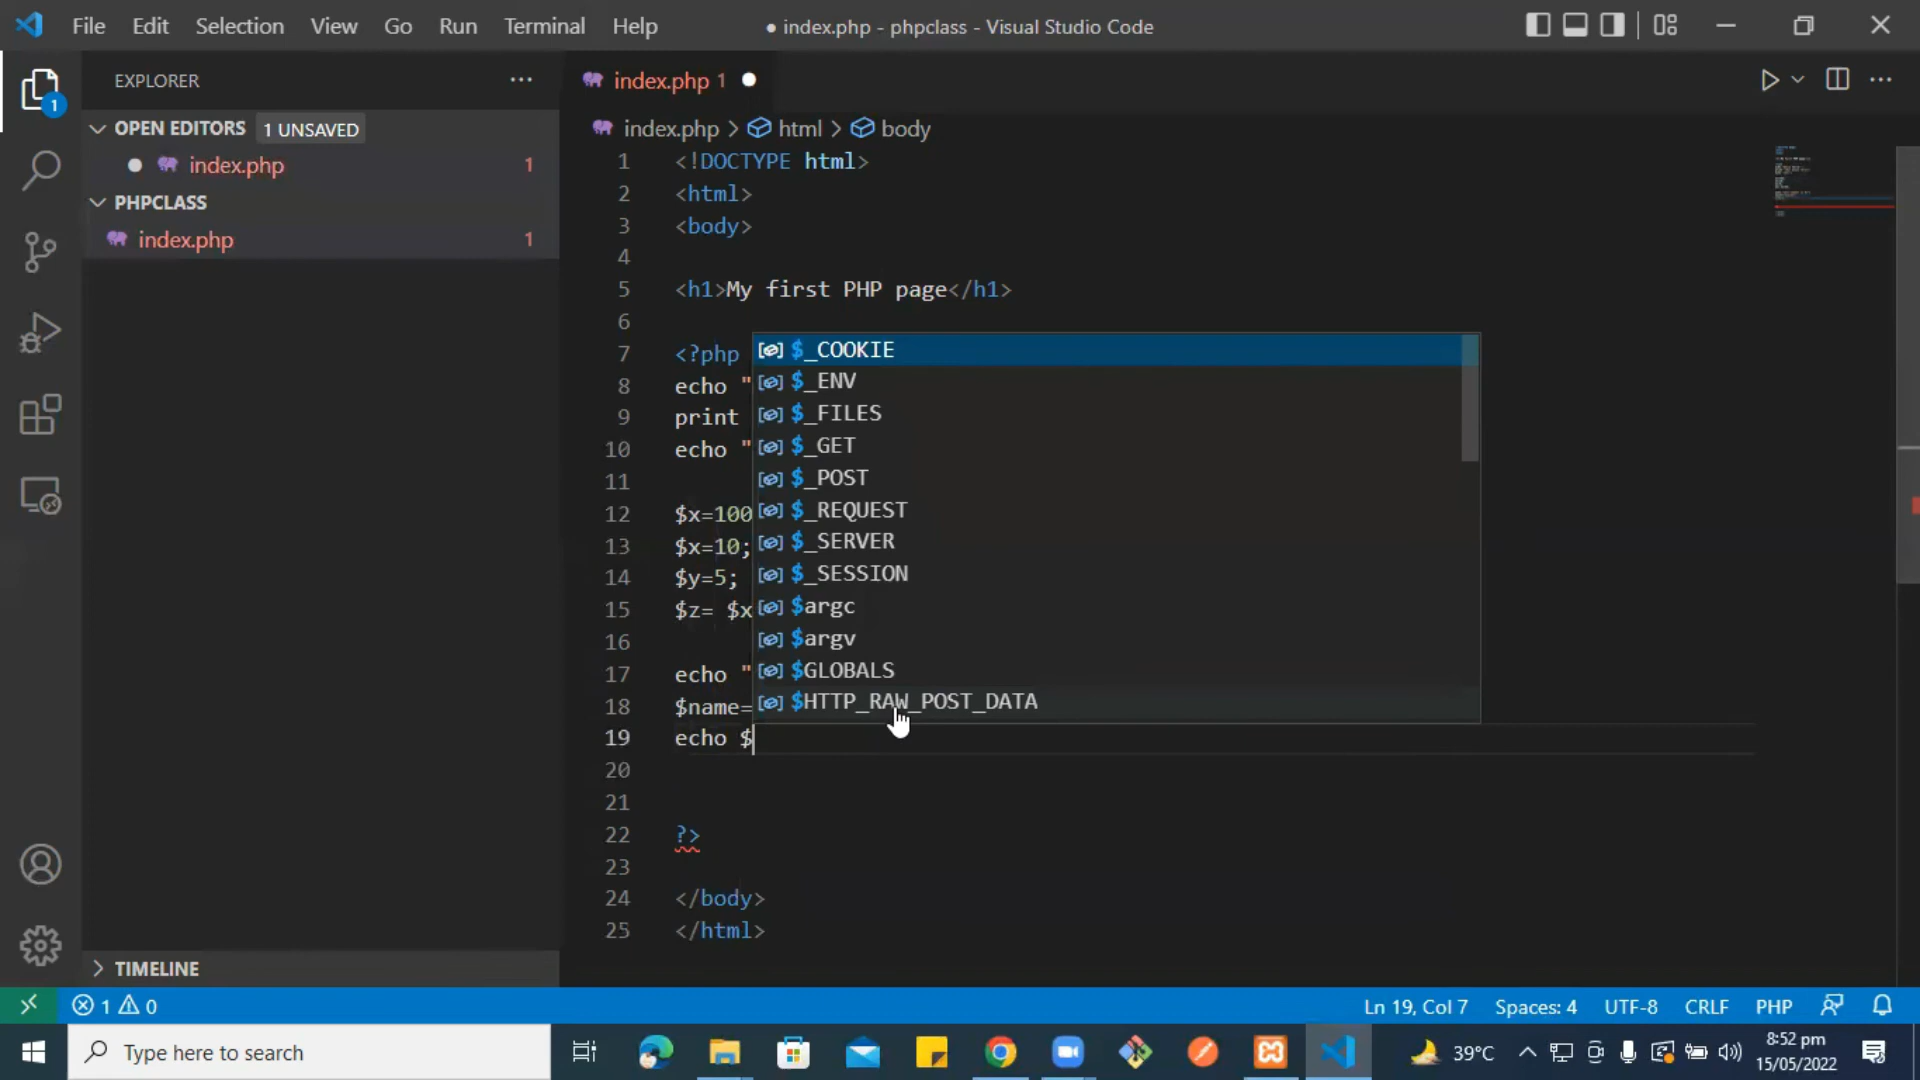 File Edit Selection View Go Run Terminal Help
● index.php - phpclass - Visual Studio Code
EXPLORER
OPEN EDITORS 1 UNSAVED
index.php 1
PHPCLASS
index.php 1
TIMELINE
index.php 1
index.php > html > body
1 <!DOCTYPE html>
2 <html>
3 <body>
4
5 <h1>My first PHP page</h1>
6
7 <?php
8 echo "
9 print
10 echo "
11
12 $x=100
13 $x=10;
14 $y=5;
15 $z= $x
16
17 echo "
18 $name=
19 echo $
20
21
22 ?>
23
24 </body>
25 </html>
$_COOKIE
$_ENV
$_FILES
$_GET
$_POST
$_REQUEST
$_SERVER
$_SESSION
$argc
$argv
$GLOBALS
$HTTP_RAW_POST_DATA
1
1 0
Ln 19, Col 7 Spaces: 4 UTF-8 CRLF PHP
Type here to search
39°C
8:52 pm
15/05/2022